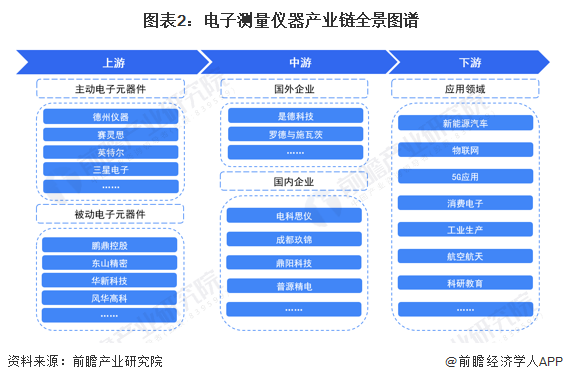 图表2：电子测量仪器产业链全景图谱
上游
中游
下游
主动电子元器件
德州仪器
赛灵思
英特尔
三星电子
……
被动电子元器件
鹏鼎控股
东山精密
华新科技
风华高科
……
国外企业
是德科技
罗德与施瓦茨
……
国内企业
电科思仪
成都玖锦
鼎阳科技
普源精电
……
应用领域
新能源汽车
物联网
5G应用
消费电子
工业生产
航空航天
科研教育
……
前瞻产业研究院
资料来源：前瞻产业研究院
@前瞻经济学人APP